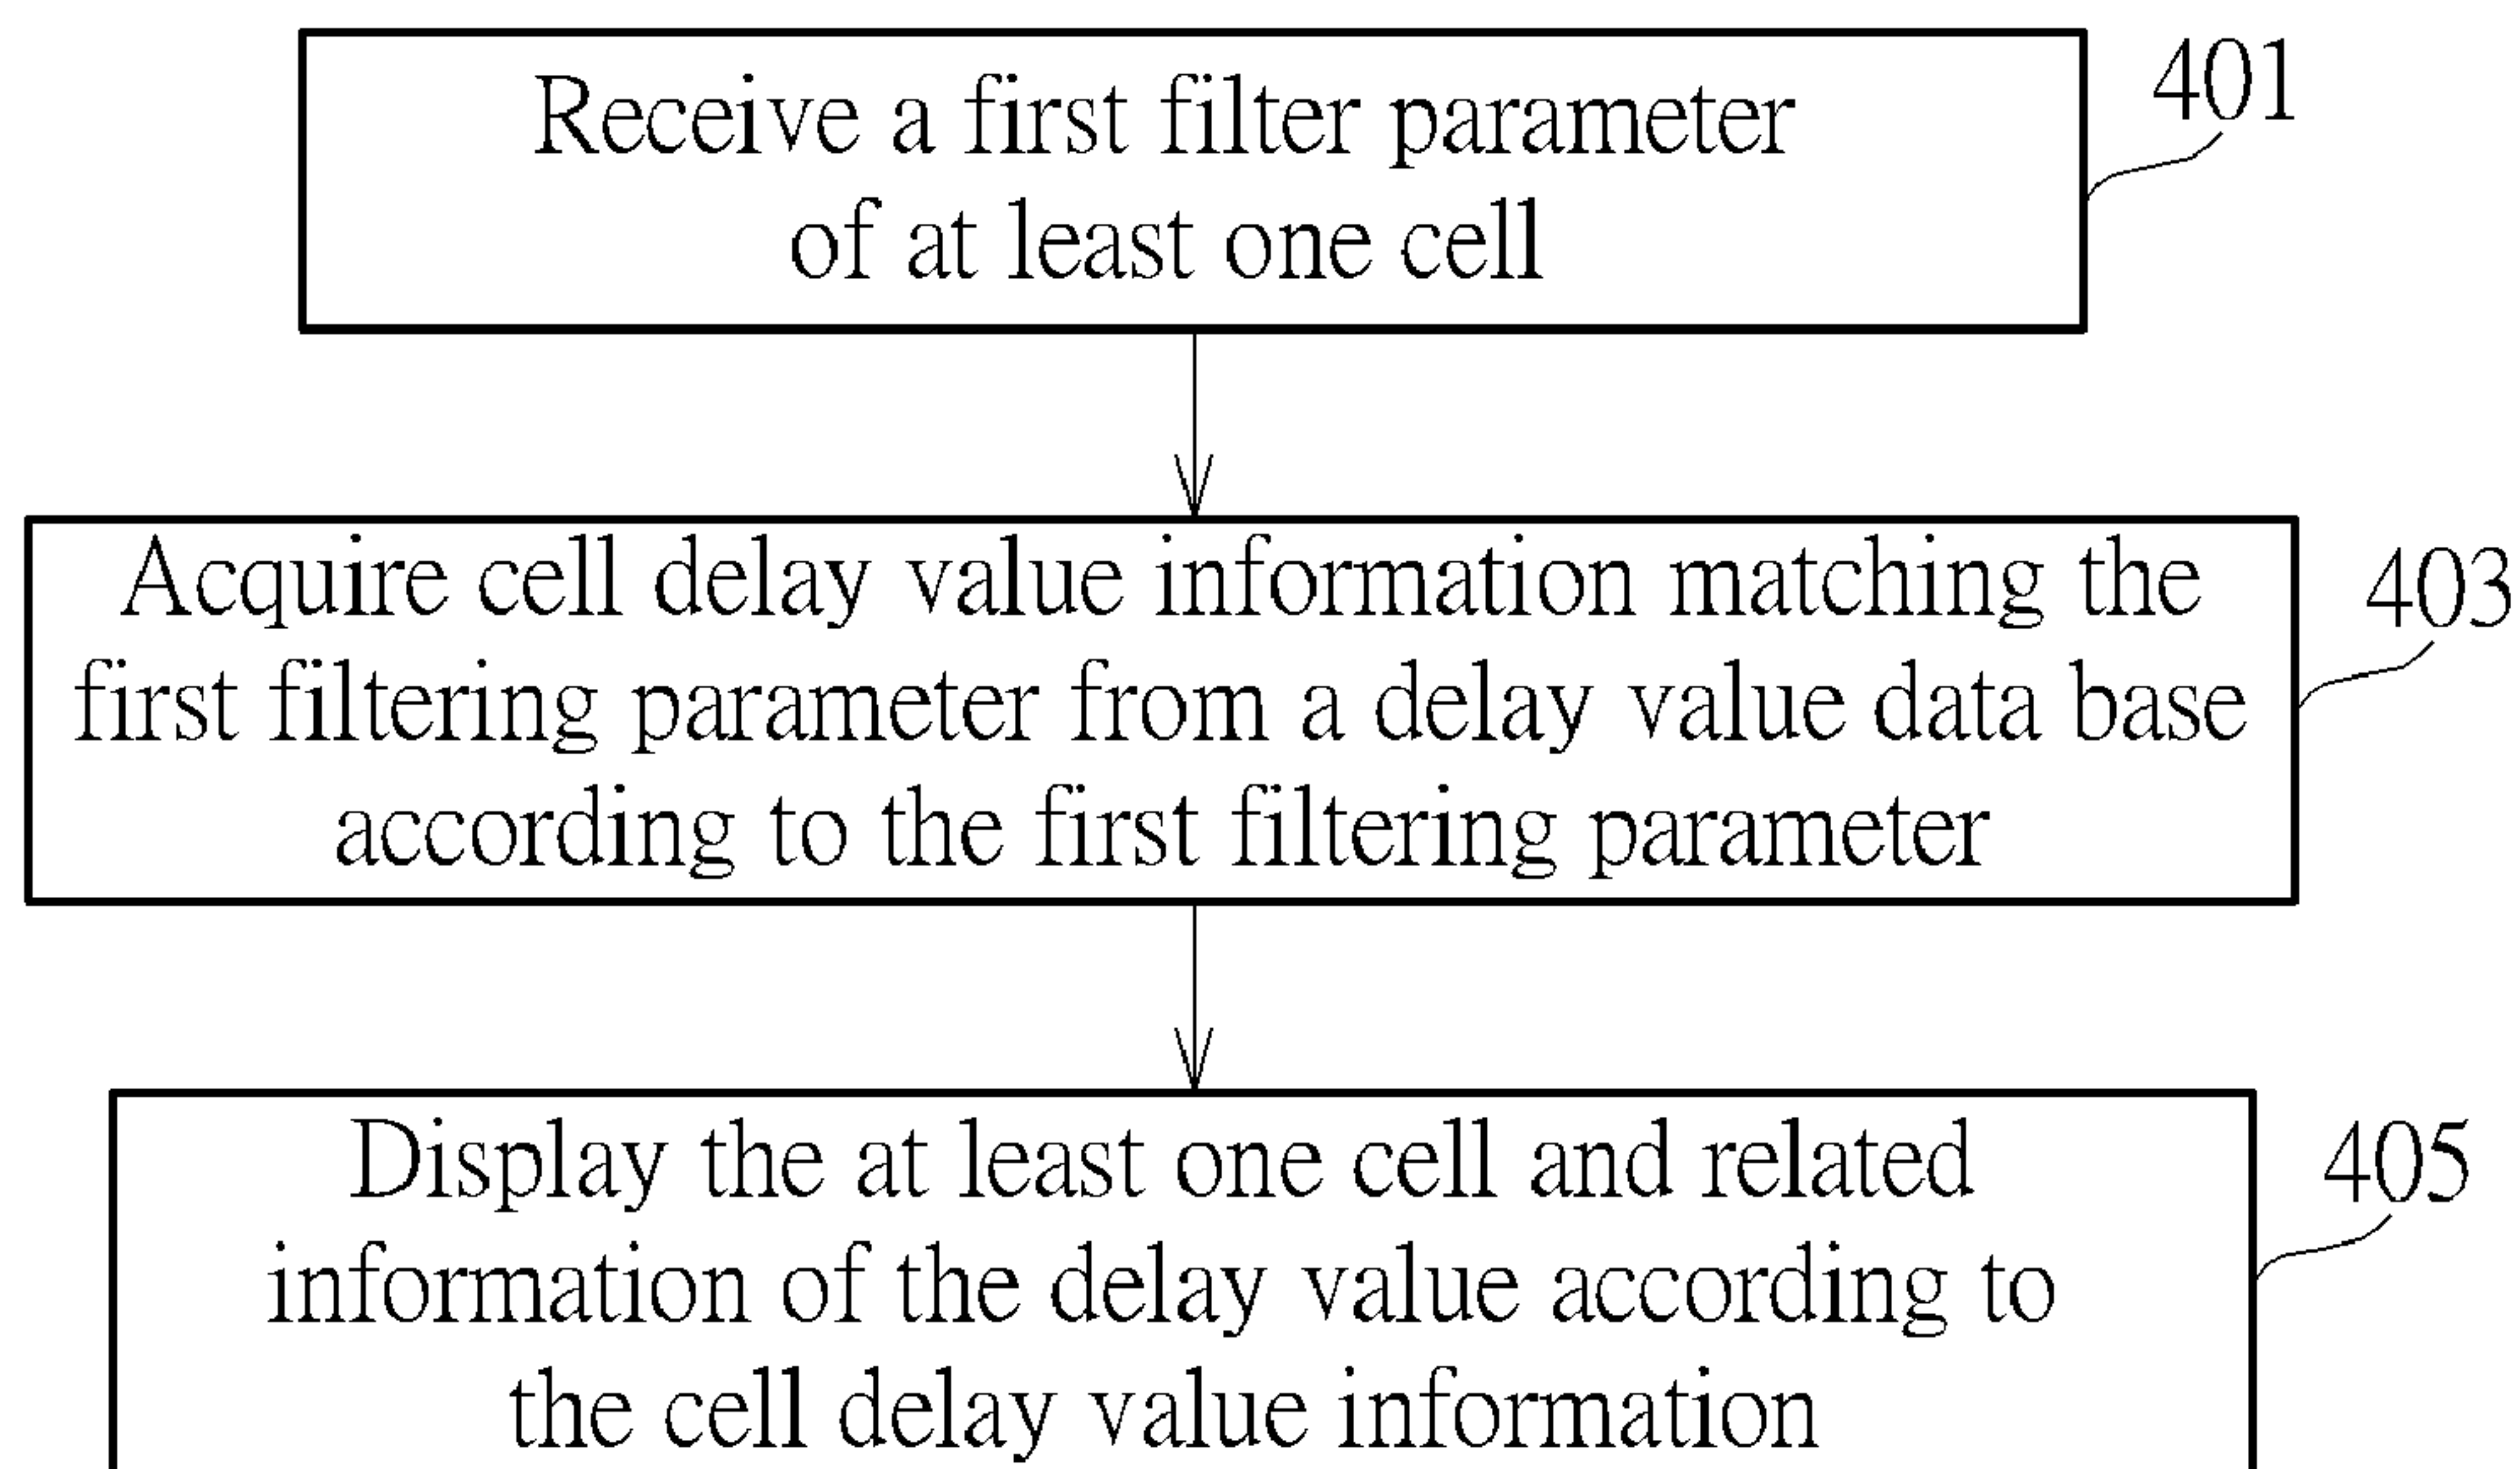 Receive a first filter parameter
of at least one cell
401
Acquire cell delay value information matching the
first filtering parameter from a delay value data base
according to the first filtering parameter
403
Display the at least one cell and related
information of the delay value according to
the cell delay value information
405